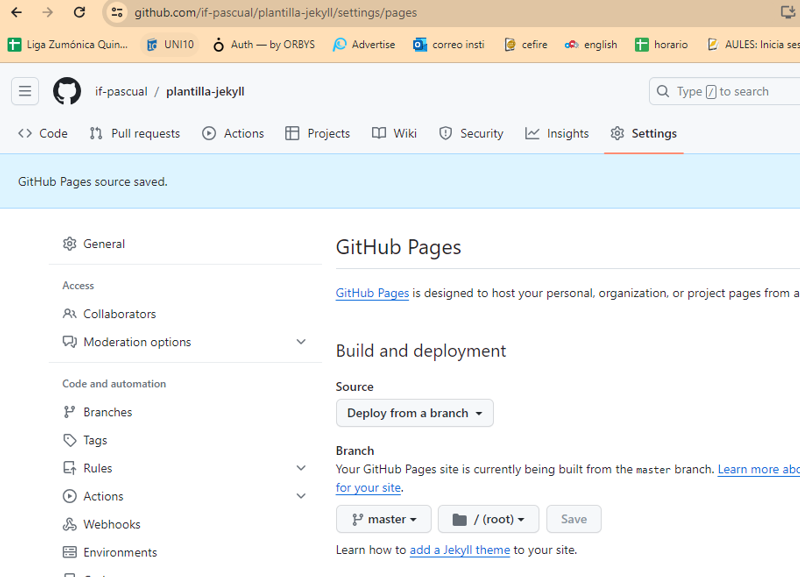 github.com/if-pascual/plantilla-jekyll/settings/pages
Liga Zumónica Quin... UNI10 Auth — by ORBYS Advertise correo insti cefire english horario AULES: Inicia ses
if-pascual / plantilla-jekyll Type / to search
Code Pull requests Actions Projects Wiki Security Insights Settings
GitHub Pages source saved.
General
Access
Collaborators
Moderation options
Code and automation
Branches
Tags
Rules
Actions
Webhooks
Environments
GitHub Pages
GitHub Pages is designed to host your personal, organization, or project pages from a
Build and deployment
Source
Deploy from a branch
Branch
Your GitHub Pages site is currently being built from the master branch. Learn more abo
for your site.
master / (root) Save
Learn how to add a Jekyll theme to your site.